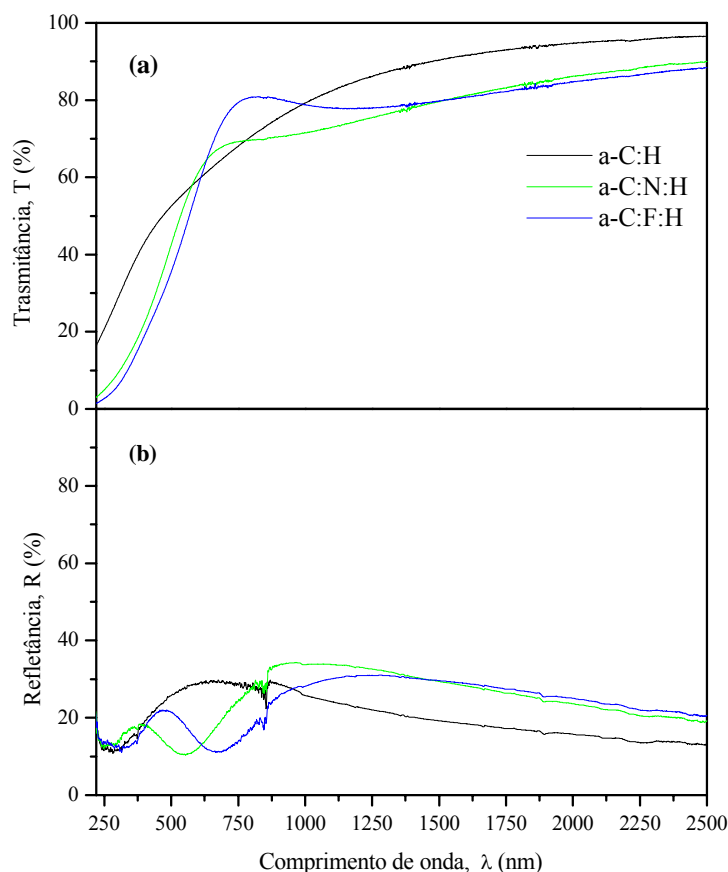 100
(a)
80
60
40
20
0
Trasmitância, T (%)
a-C:H
a-C:N:H
a-C:F:H
(b)
80
60
40
20
0
Refletância, R (%)
250 500 750 1000 1250 1500 1750 2000 2250 2500
Comprimento de onda, λ (nm)